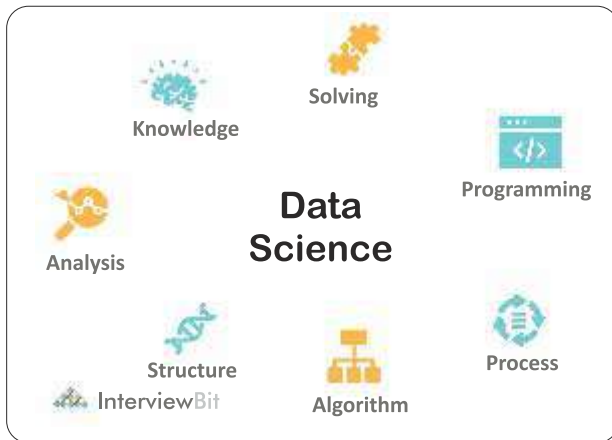 Solving
Knowledge
</>
Programming
Data
Science
Analysis
Process
Structure
Algorithm
InterviewBit